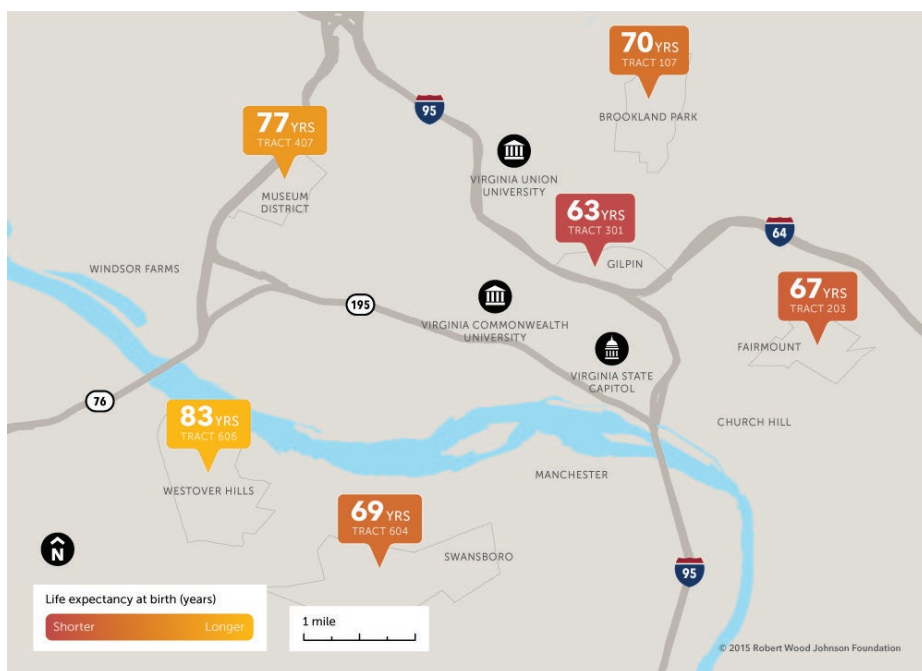 70 YRS
TRACT 107
BROOKLAND PARK
95
77 YRS
TRACT 407
MUSEUM
DISTRICT
VIRGINIA UNION
UNIVERSITY
63 YRS
TRACT 301
GILPIN
64
WINDSOR FARMS
195
VIRGINIA COMMONWEALTH
UNIVERSITY
67 YRS
TRACT 203
FAIRMOUNT
VIRGINIA STATE
CAPITOL
76
83 YRS
TRACT 606
WESTOVER HILLS
CHURCH HILL
MANCHESTER
69 YRS
TRACT 604
SWANSBORO
95
N
Life expectancy at birth (years)
Shorter Longer
1 mile
© 2015 Robert Wood Johnson Foundation